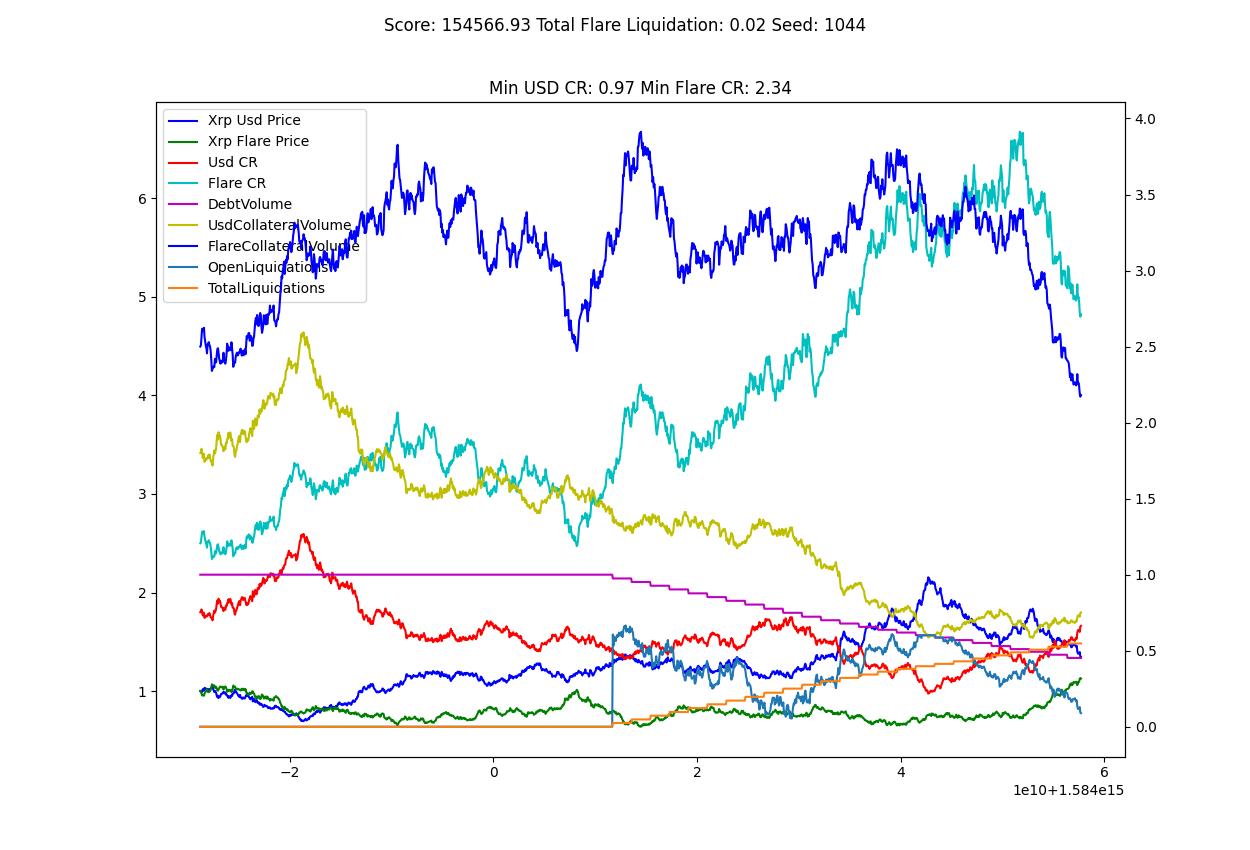 Score: 154566.93 Total Flare Liquidation: 0.02 Seed: 1044
Min USD CR: 0.97 Min Flare CR: 2.34
Xrp Usd Price
Xrp Flare Price
Usd CR
Flare CR
DebtVolume
UsdCollateralVolume
FlareCollateralVolume
OpenLiquidations
TotalLiquidations
6
5
4
3
2
1
4.0
3.5
3.0
2.5
2.0
1.5
1.0
0.5
0.0
−2
0
2
4
6
1e10+1.584e15